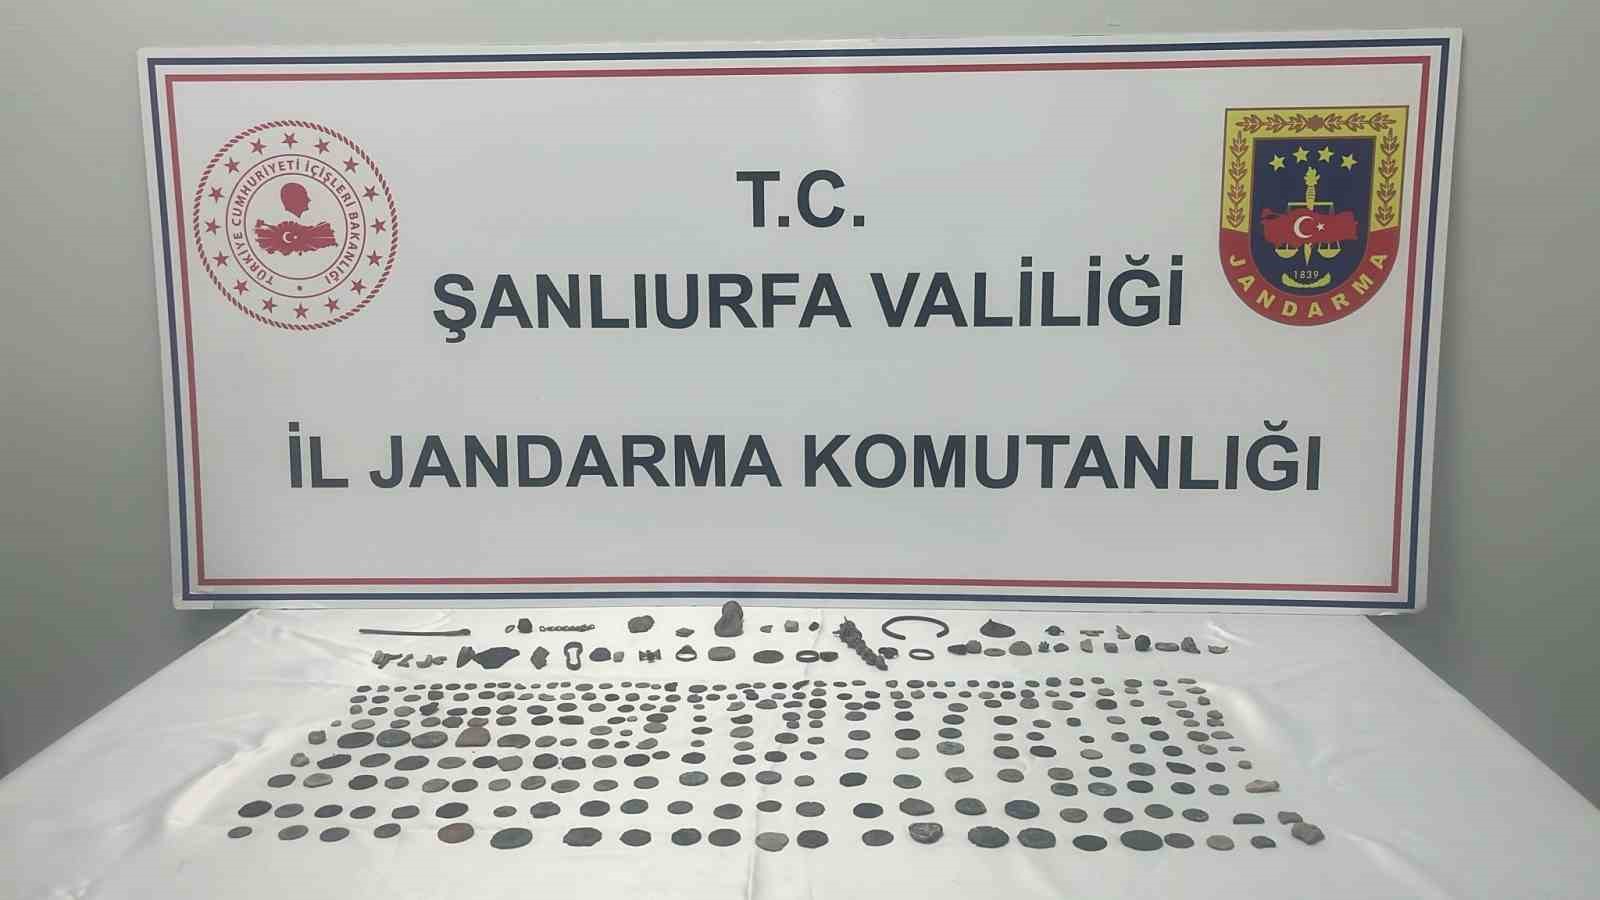 TÜRKİYE CUMHURİYETİ İÇİŞLERİ BAKANLIĞI
T.C.
ŞANLIURFA VALİLİĞİ
İL JANDARMA KOMUTANLIĞI
1839
JANDARMA